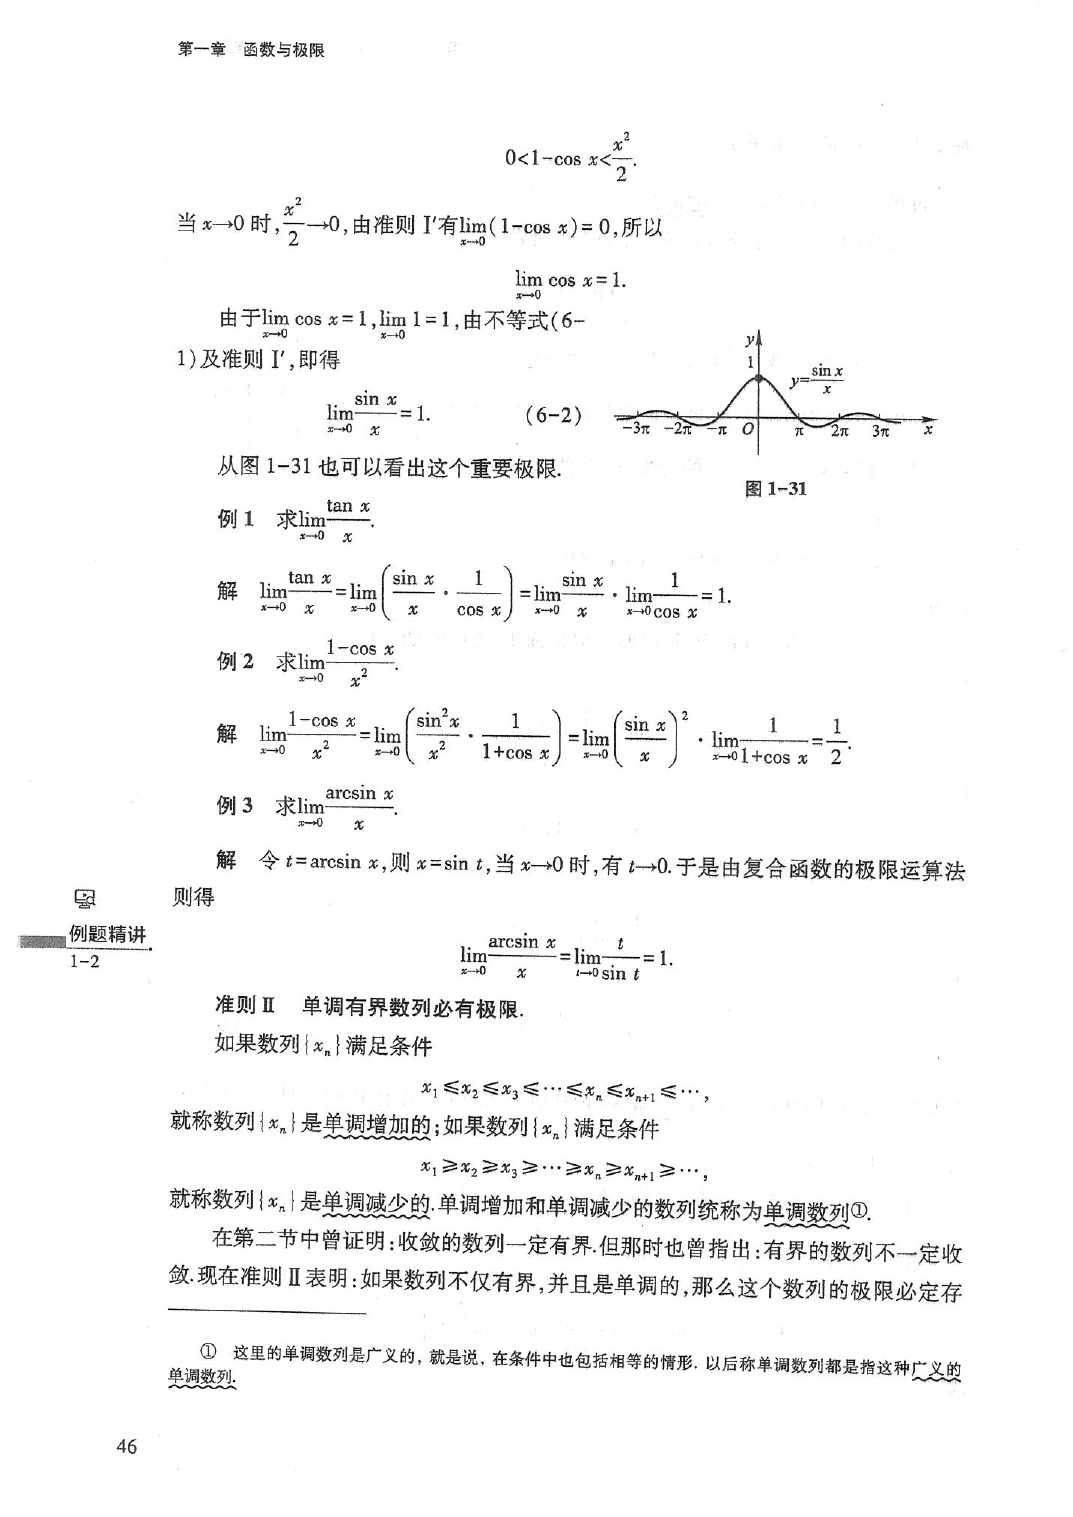 第一章 函数与极限
0<1-cos x<x²/2.
当 x→0 时, x²/2→0, 由准则 I′有lim(x→0)(1-cos x)=0, 所以
lim(x→0) cos x=1.
由于lim(x→0) cos x=1, lim(x→0) 1=1, 由不等式(6-
1)及准则 I′, 即得
lim(x→0) sin x/x=1. (6-2)
从图 1-31 也可以看出这个重要极限.
y
1
y=sin x/x
-3π -2π -π O π 2π 3π x
图 1-31
例 1 求lim(x→0) tan x/x.
解 lim(x→0) tan x/x=lim(x→0)(sin x/x · 1/cos x)=lim(x→0) sin x/x · lim(x→0) 1/cos x=1.
例 2 求lim(x→0) (1-cos x)/x².
解 lim(x→0) (1-cos x)/x²=lim(x→0)(sin²x/x² · 1/(1+cos x))=lim(x→0)(sin x/x)² · lim(x→0) 1/(1+cos x)=1/2.
例 3 求lim(x→0) arcsin x/x.
解 令 t=arcsin x, 则 x=sin t, 当 x→0 时, 有 t→0. 于是由复合函数的极限运算法
则得
例题精讲
1-2
lim(x→0) arcsin x/x=lim(t→0) t/sin t=1.
准则 Ⅱ 单调有界数列必有极限.
如果数列{xₙ}满足条件
x₁≤x₂≤x₃≤⋯≤xₙ≤xₙ₊₁≤⋯,
就称数列{xₙ}是单调增加的;如果数列{xₙ}满足条件
x₁≥x₂≥x₃≥⋯≥xₙ≥xₙ₊₁≥⋯,
就称数列{xₙ}是单调减少的.单调增加和单调减少的数列统称为单调数列①.
在第二节中曾证明:收敛的数列一定有界.但那时也曾指出:有界的数列不一定收
敛.现在准则 Ⅱ 表明:如果数列不仅有界,并且是单调的,那么这个数列的极限必定存
① 这里的单调数列是广义的, 就是说, 在条件中也包括相等的情形. 以后称单调数列都是指这种广义的
单调数列.
46